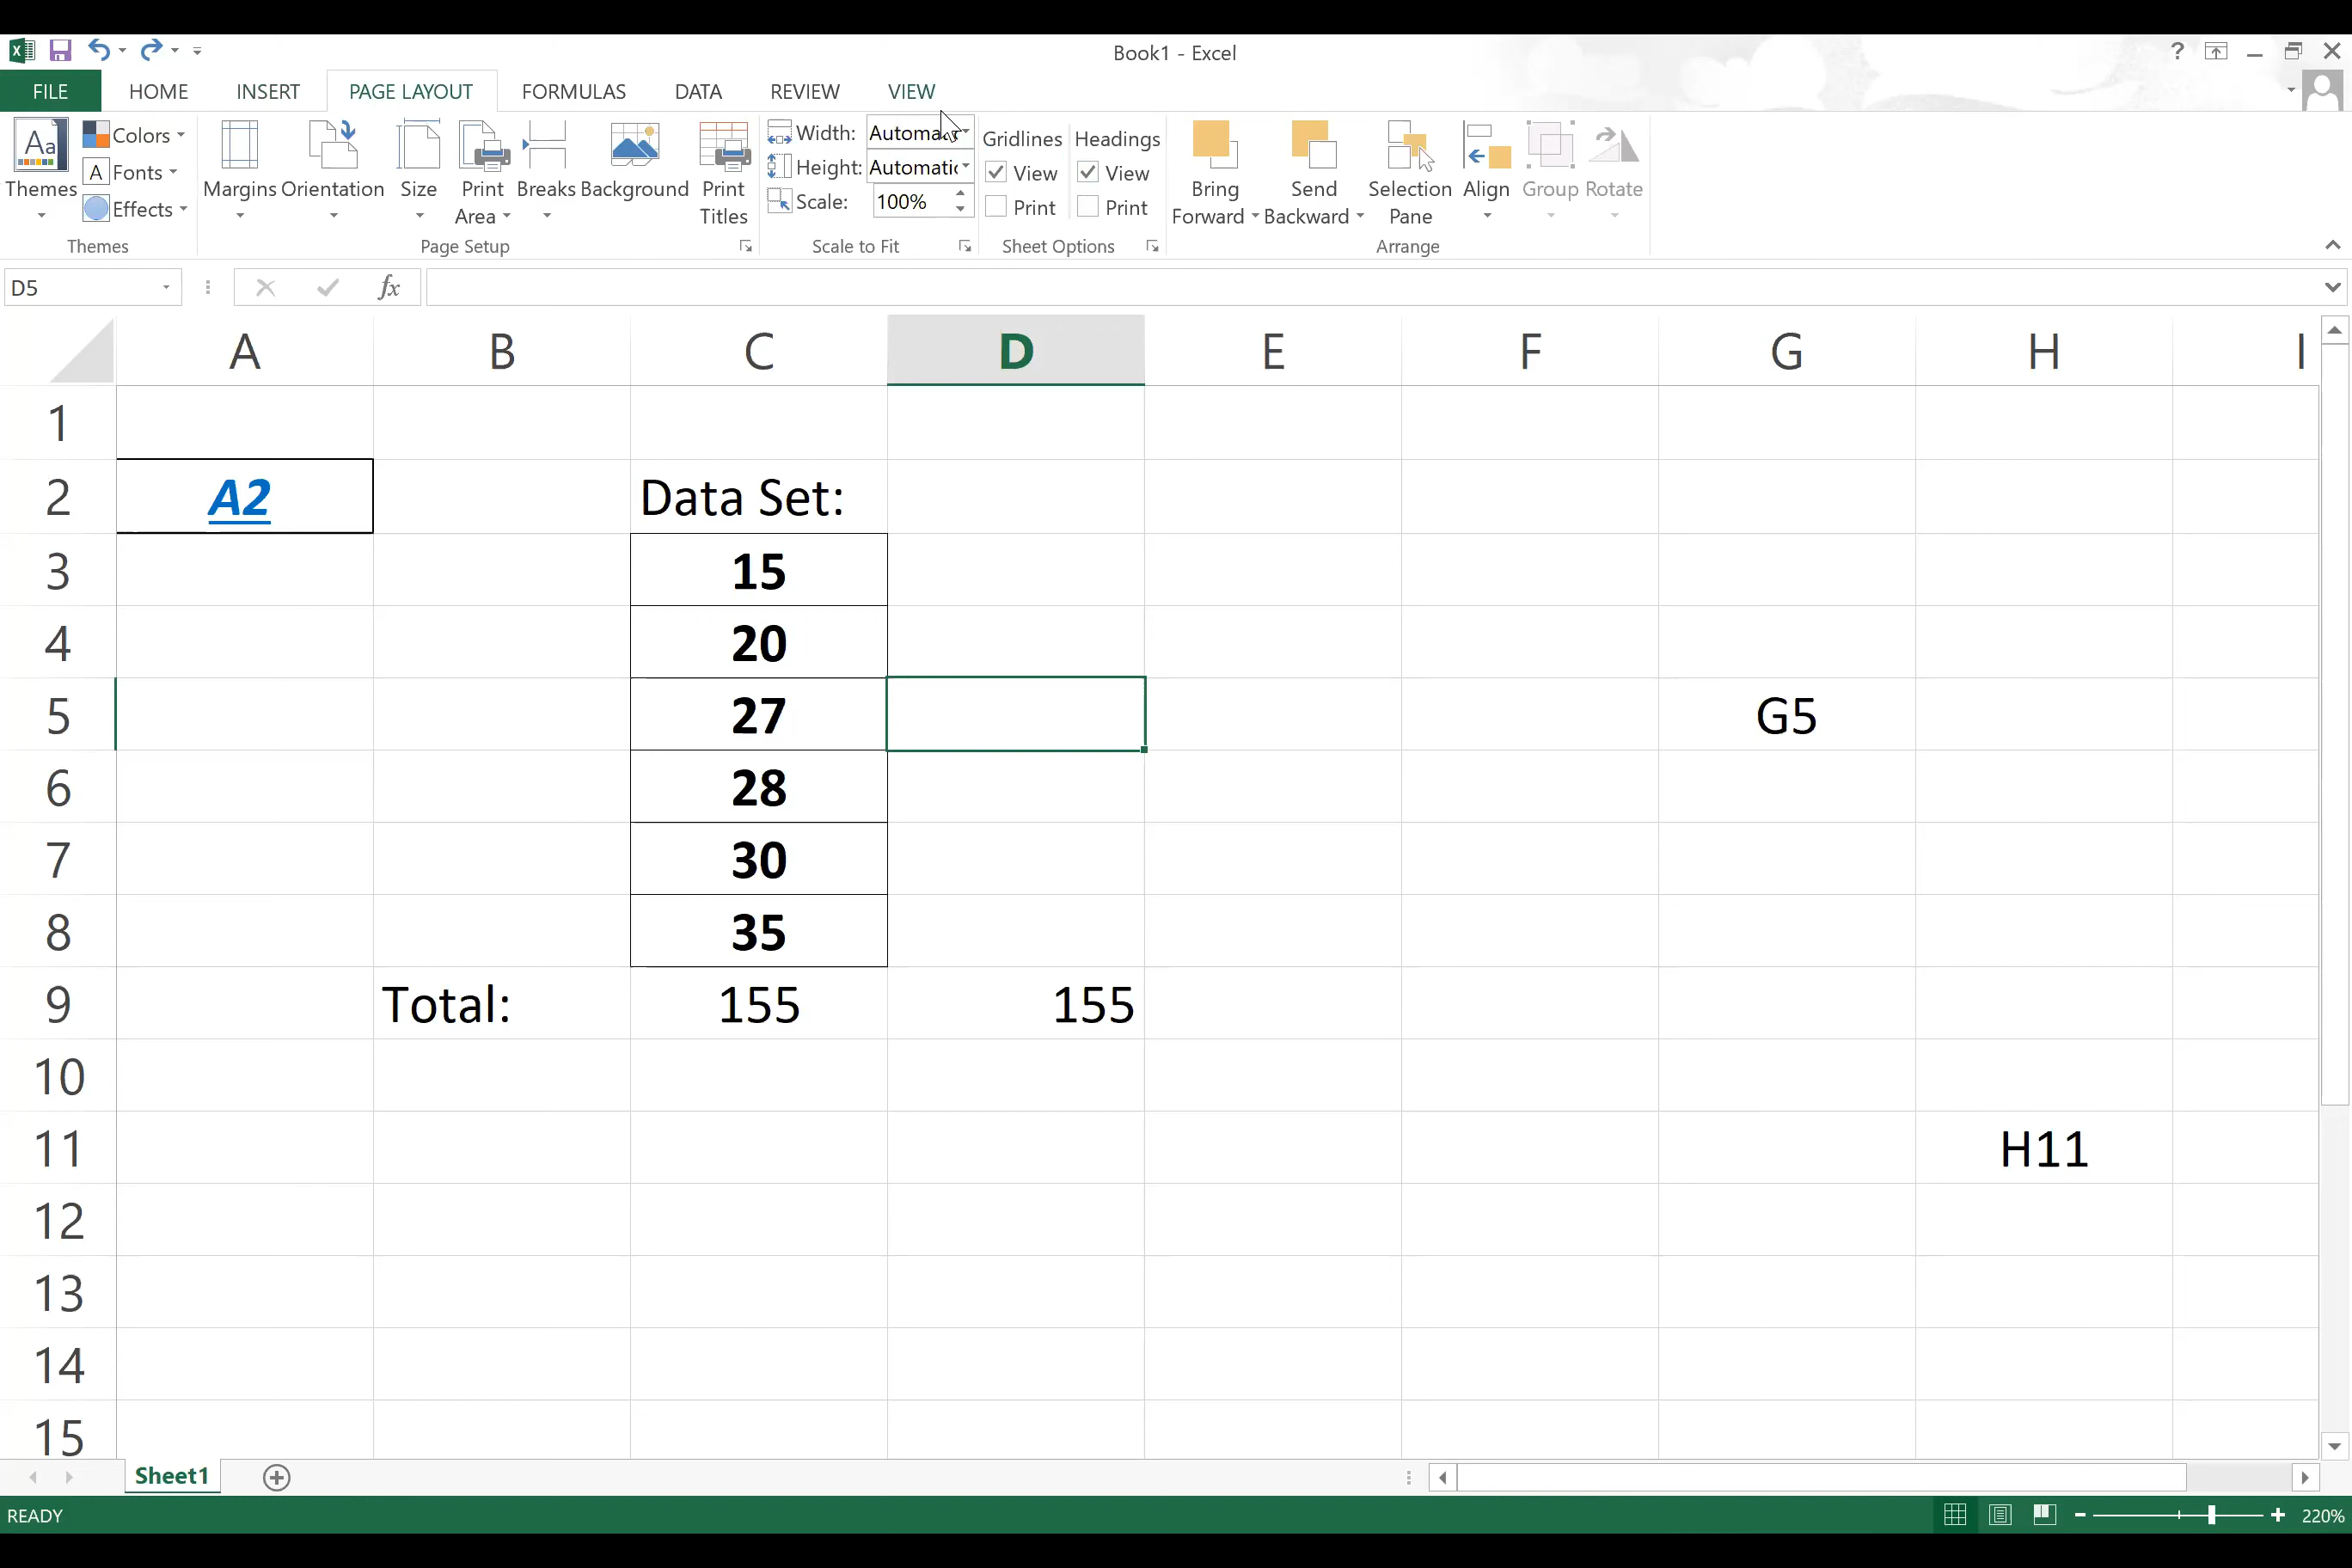 Book1 - Excel
?
FILE HOME INSERT PAGE LAYOUT FORMULAS DATA REVIEW VIEW
Aa Colors Width: Gridlines Headings
A Fonts Height: View View
Themes Effects Margins Orientation Size Print Area Breaks Background Print Titles Scale: 100% Print Print Bring Forward Send Backward Selection Pane Align Group Rotate
Themes Page Setup Scale to Fit Sheet Options Arrange
D5 fx
A B C D E F G H I
1
2 A2 Data Set:
3 15
4 20
5 27 G5
6 28
7 30
8 35
9 Total: 155 155
10
11 H11
12
13
14
15
Sheet1
READY 220%